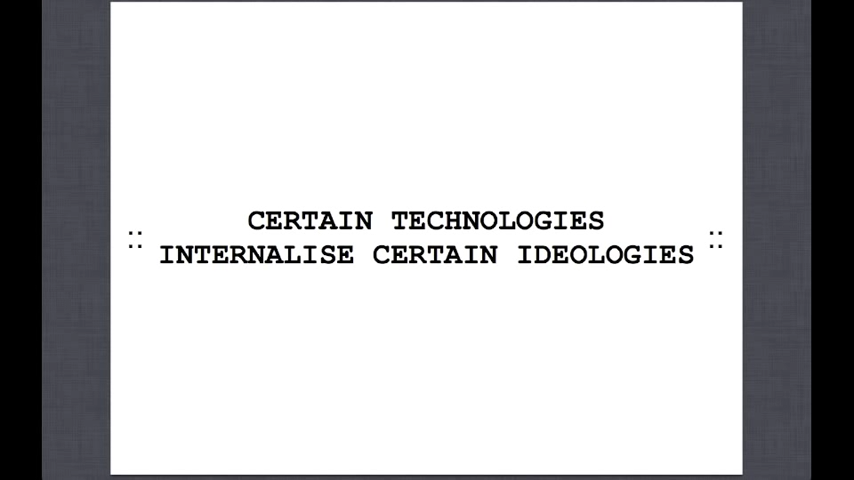 CERTAIN TECHNOLOGIES
:: INTERNALISE CERTAIN IDEOLOGIES ::